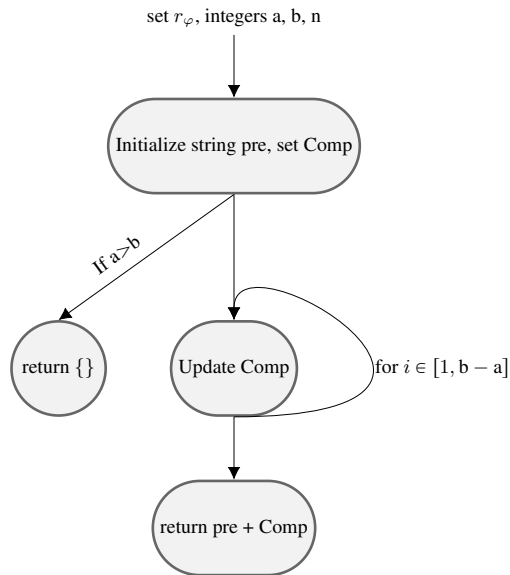 set r_φ, integers a, b, n
Initialize string pre, set Comp
If a>b
return {}
Update Comp
for i ∈ [1, b − a]
return pre + Comp